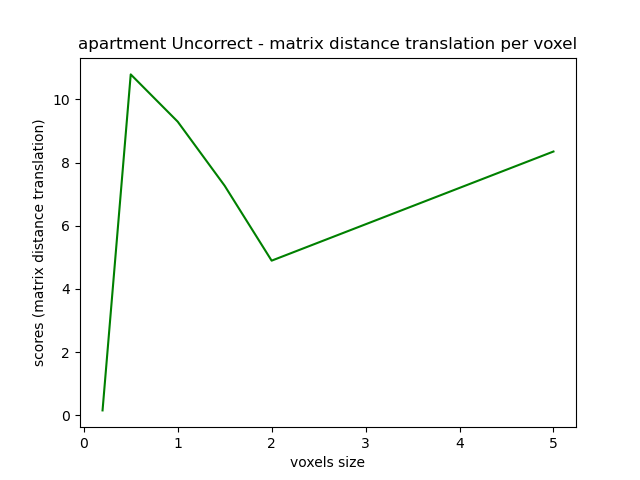 apartment Uncorrect - matrix distance translation per voxel
scores (matrix distance translation)
10
8
6
4
2
0
0 1 2 3 4 5
voxels size